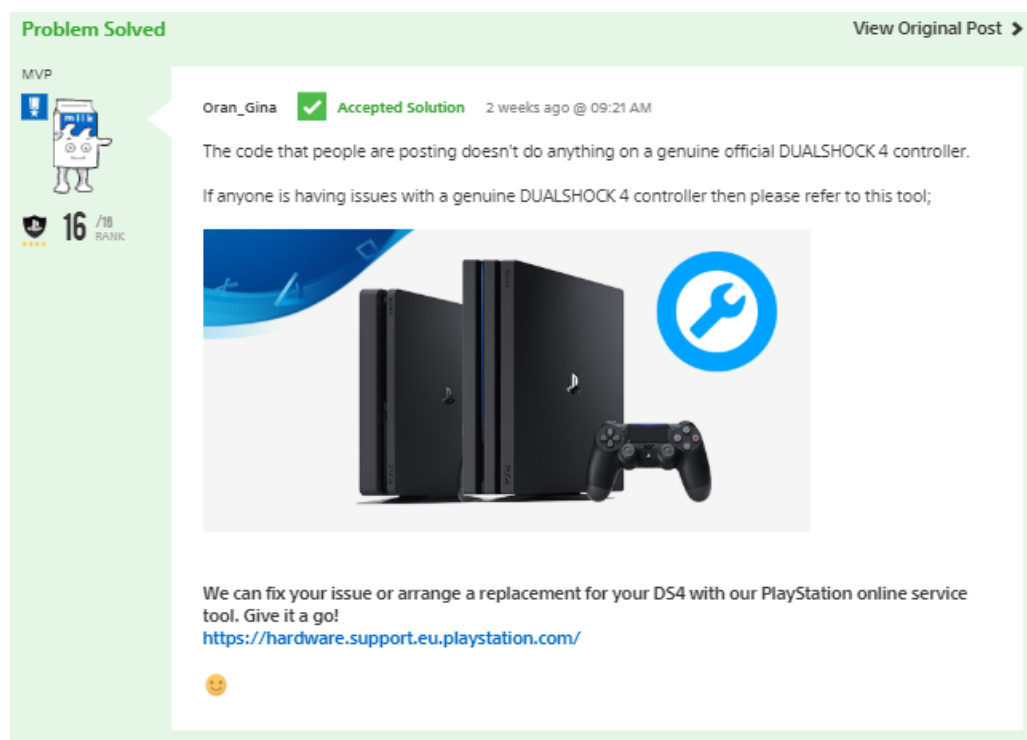 Problem Solved
View Original Post
MVP
milk
16 /18
RANK
Oran_Gina Accepted Solution 2 weeks ago @ 09:21 AM
The code that people are posting doesn't do anything on a genuine official DUALSHOCK 4 controller.
If anyone is having issues with a genuine DUALSHOCK 4 controller then please refer to this tool;
We can fix your issue or arrange a replacement for your DS4 with our PlayStation online service
tool. Give it a go!
https://hardware.support.eu.playstation.com/